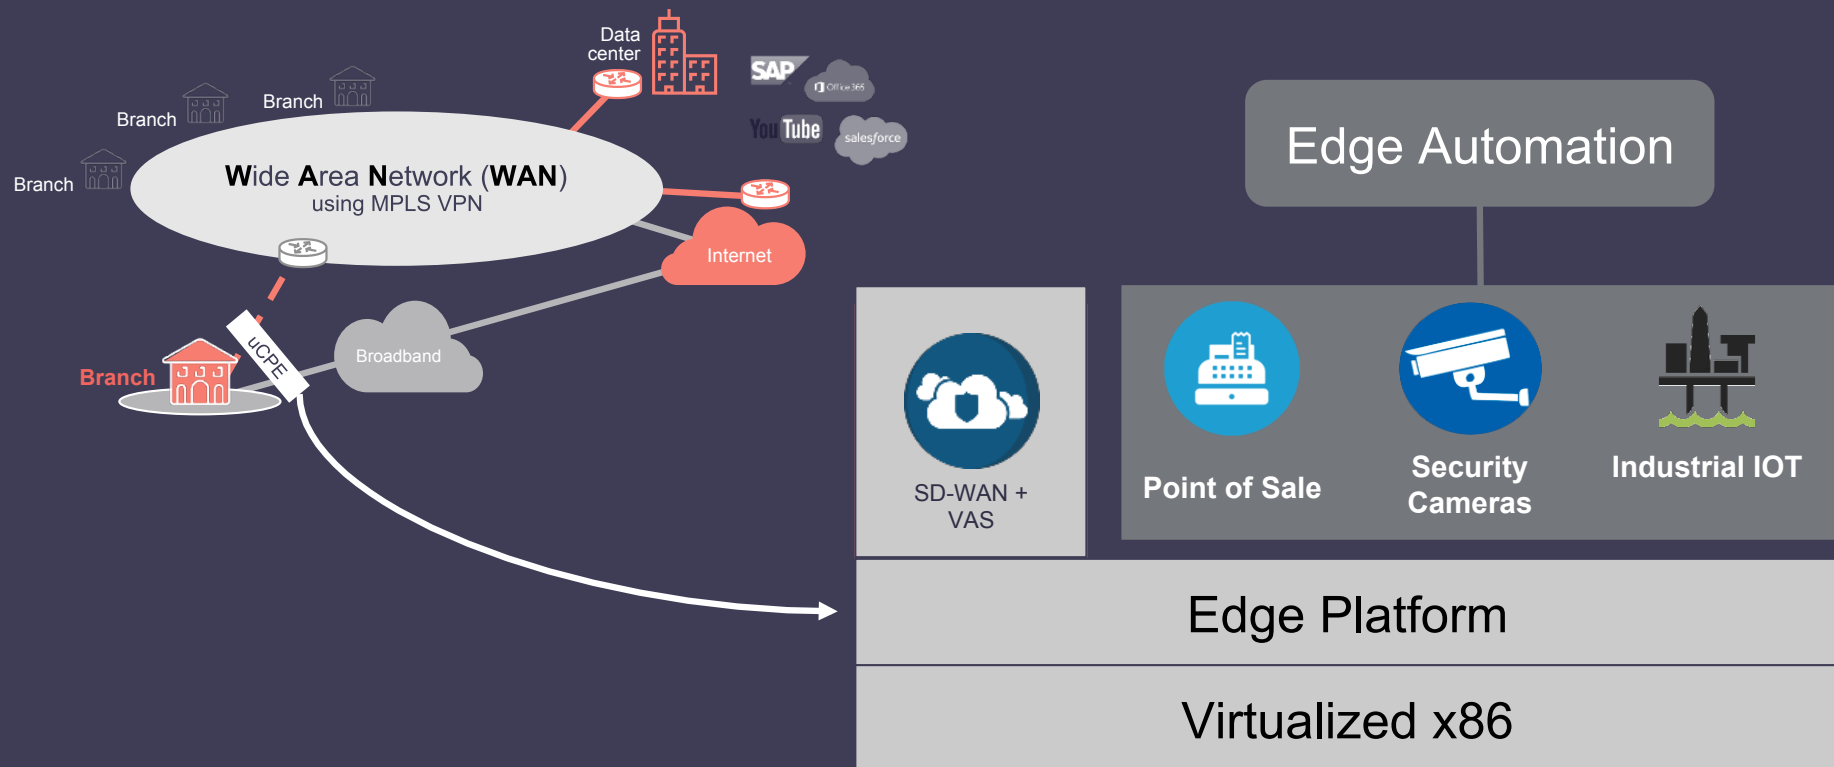 Data
center
SAP
Office 365
Branch
Branch
YouTube
salesforce
Edge Automation
Branch
Wide Area Network (WAN)
using MPLS VPN
Internet
uCPE
Broadband
Branch
SD-WAN +
VAS
Point of Sale
Security
Cameras
Industrial IOT
Edge Platform
Virtualized x86